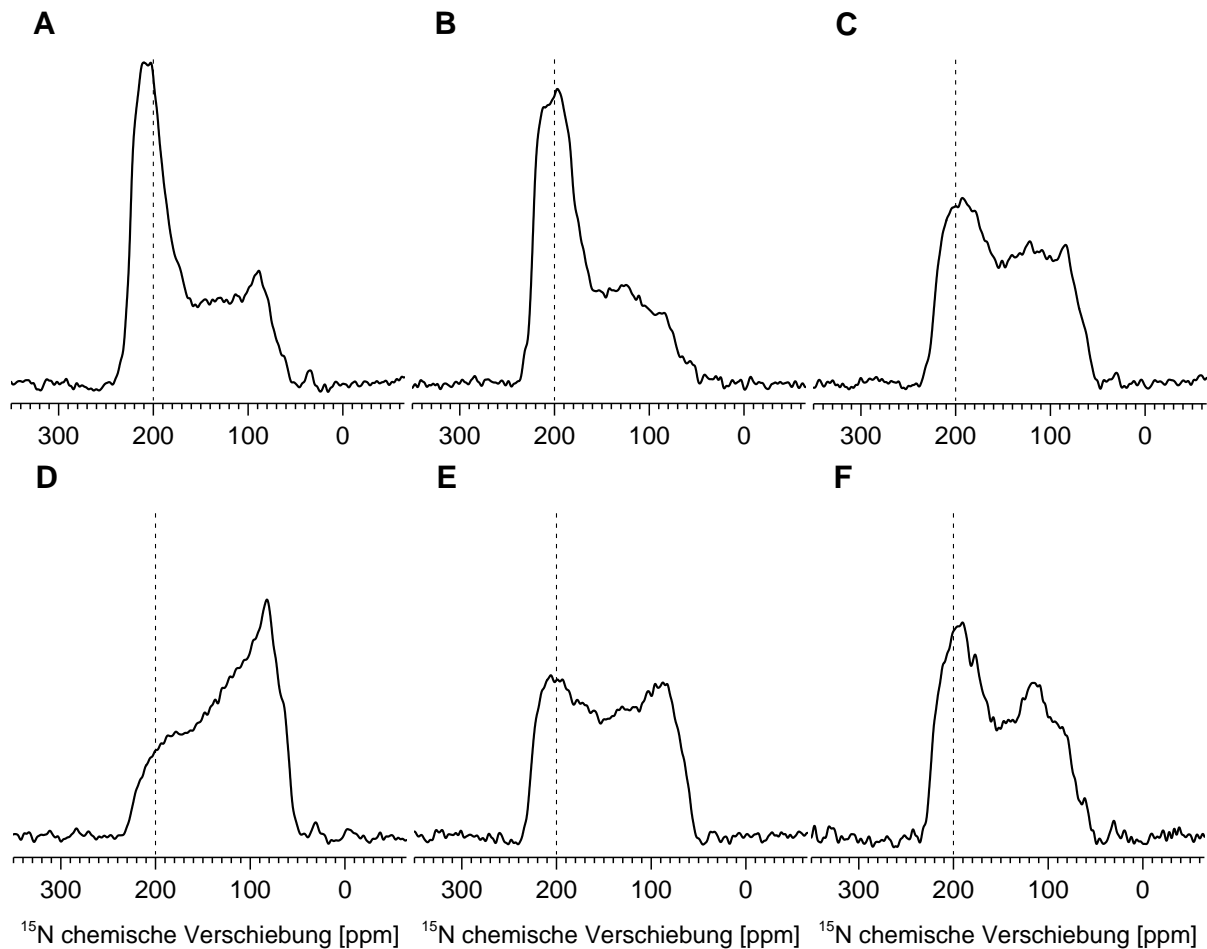 A B C
300 200 100 0 300 200 100 0 300 200 100 0
D E F
300 200 100 0 300 200 100 0 300 200 100 0
¹⁵N chemische Verschiebung [ppm] ¹⁵N chemische Verschiebung [ppm] ¹⁵N chemische Verschiebung [ppm]